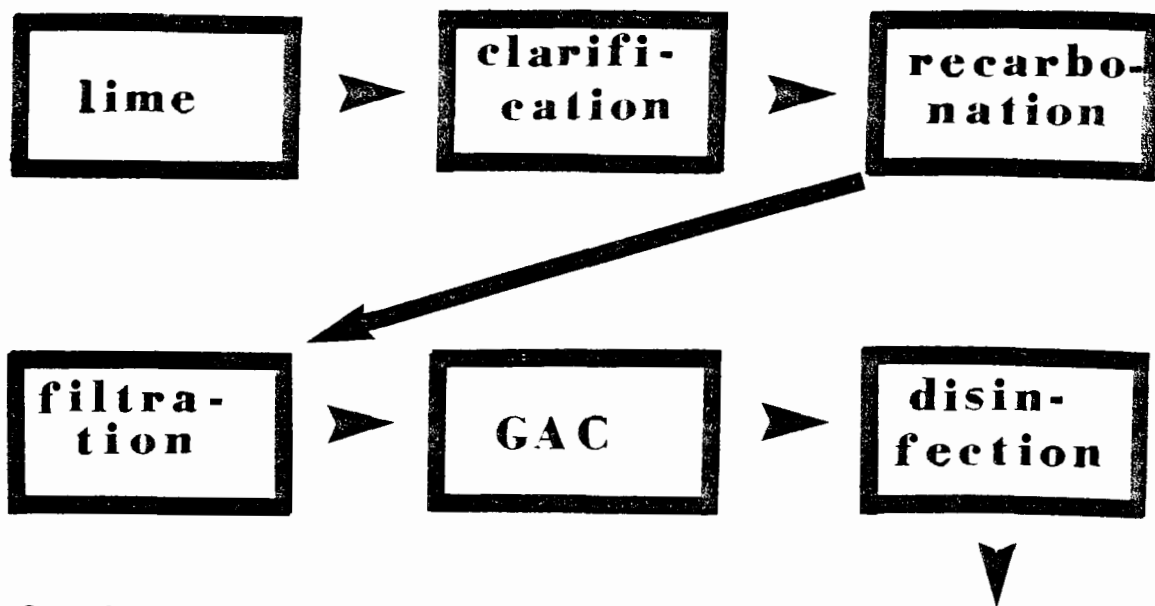 lime
clarifi-
cation
recarbo-
nation
filtra-
tion
GAC
disin-
fection